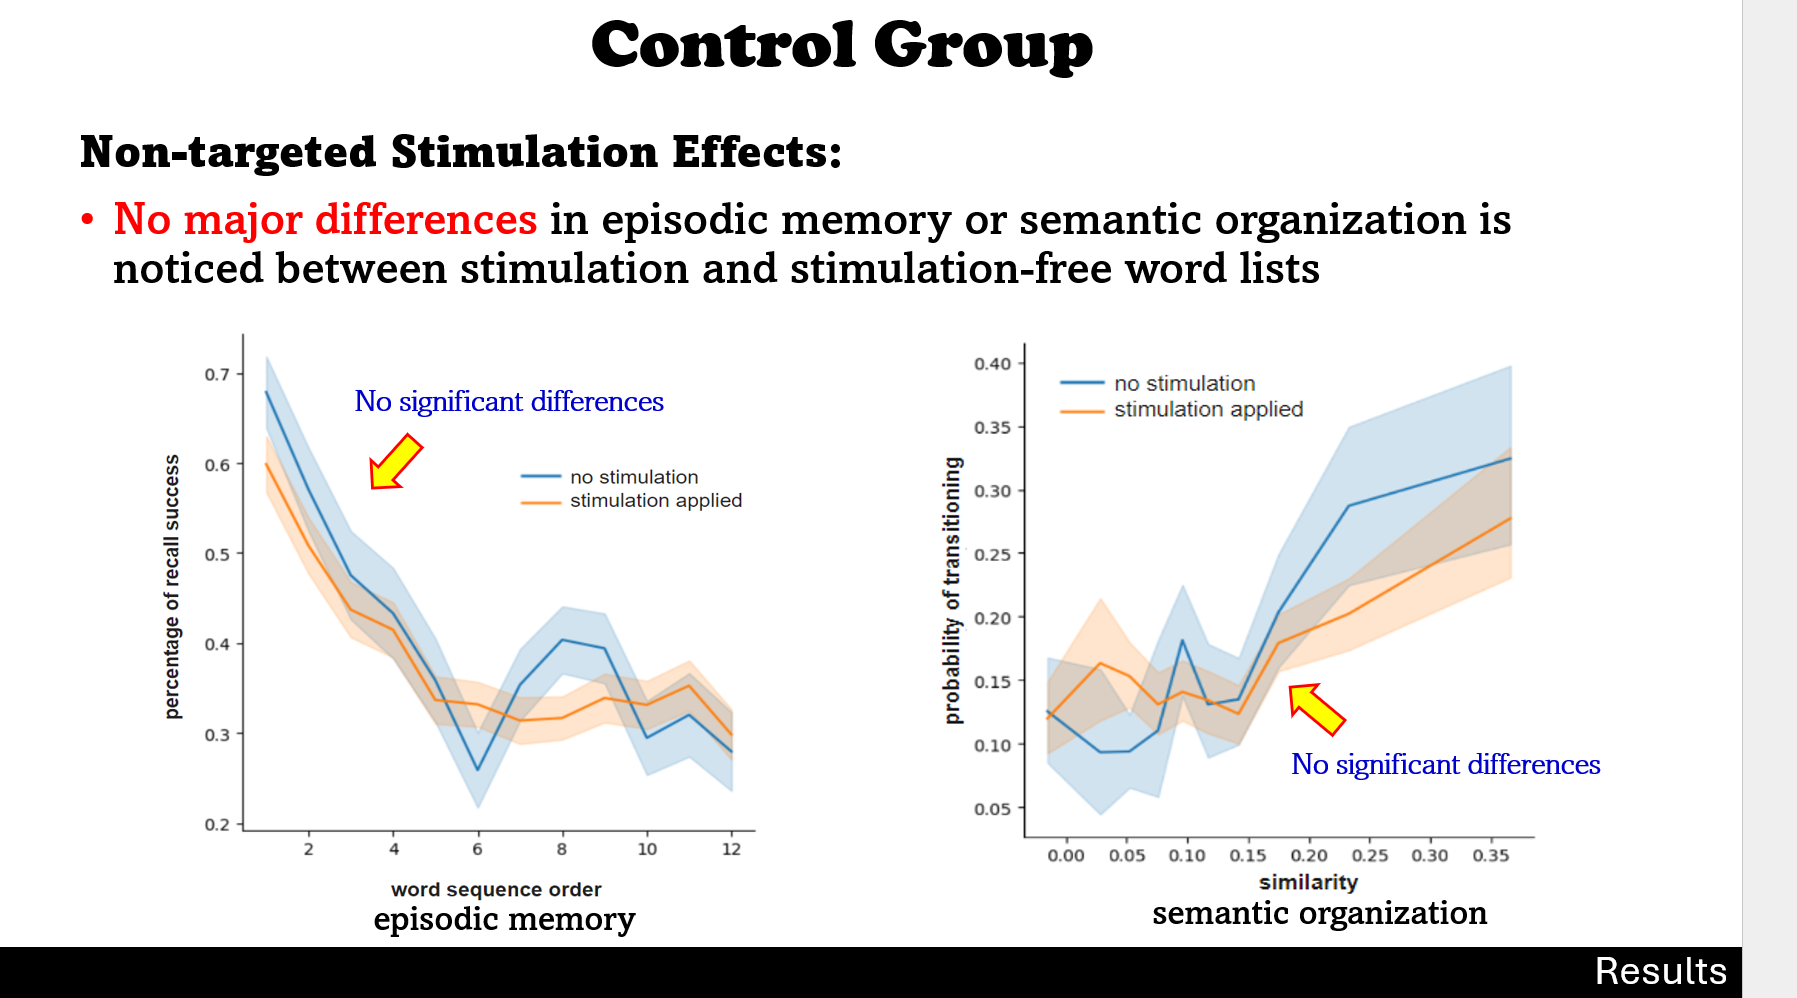 Control Group
Non-targeted Stimulation Effects:
• No major differences in episodic memory or semantic organization is
noticed between stimulation and stimulation-free word lists
percentage of recall success
0.7
0.6
0.5
0.4
0.3
0.2
No significant differences
no stimulation
stimulation applied
2 4 6 8 10 12
word sequence order
episodic memory
probability of transitioning
0.40
0.35
0.30
0.25
0.20
0.15
0.10
0.05
no stimulation
stimulation applied
No significant differences
0.00 0.05 0.10 0.15 0.20 0.25 0.30 0.35
similarity
semantic organization
Results